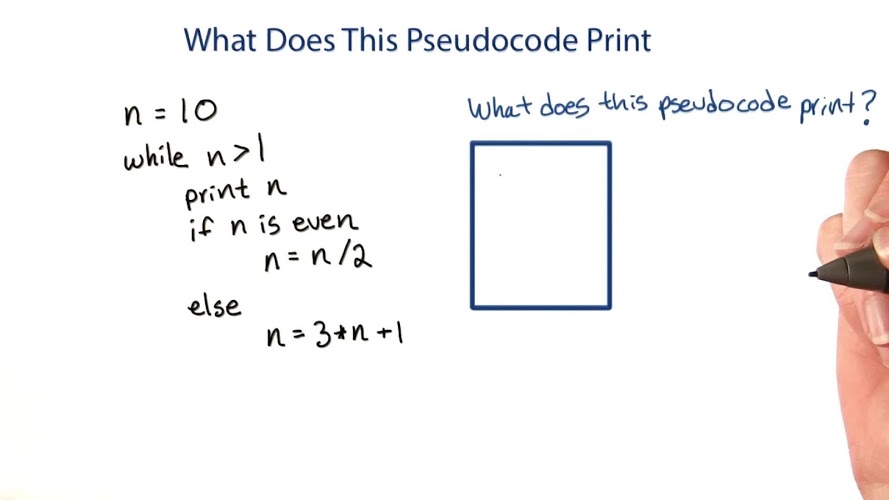 What Does This Pseudocode Print
n = 10
while n > 1
print n
if n is even
n = n/2
else
n = 3*n+1
What does this pseudocode print?